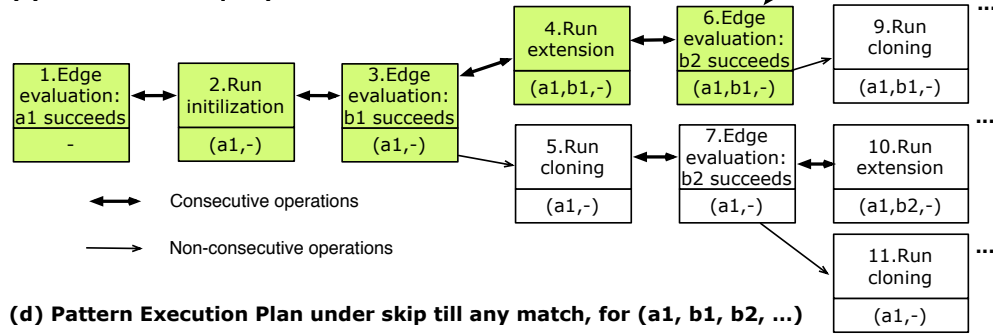 1.Edge
evaluation:
a1 succeeds
-
2.Run
initilization
(a1,-)
3.Edge
evaluation:
b1 succeeds
(a1,-)
4.Run
extension
(a1,b1,-)
6.Edge
evaluation:
b2 succeeds
(a1,b1,-)
9.Run
cloning
(a1,b1,-)
...
5.Run
cloning
(a1,-)
7.Edge
evaluation:
b2 succeeds
(a1,-)
10.Run
extension
(a1,b2,-)
...
11.Run
cloning
(a1,-)
...
Consecutive operations
Non-consecutive operations
(d) Pattern Execution Plan under skip till any match, for (a1, b1, b2, ...)